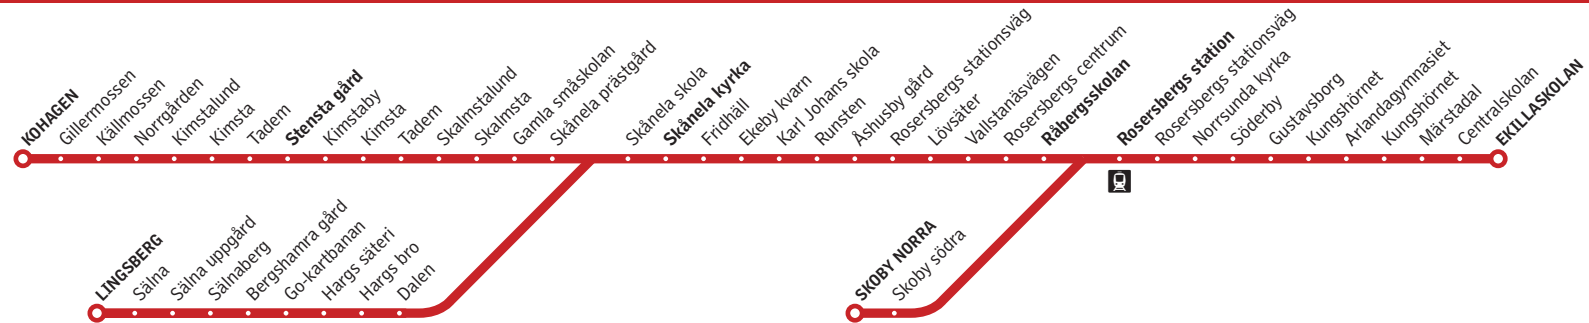 KOHAGEN
Gillermossen
Källmossen
Norrgården
Kimstalund
Kimsta
Tadem
Stensta gård
Kimstaby
Kimsta
Tadem
Skalmstalund
Skalmsta
Gamla småskolan
Skånela prästgård
Skånela skola
Skånela kyrka
Fridhäll
Ekeby kvarn
Karl Johans skola
Runsten
Åshusby gård
Rosersbergs stationsväg
Lövsäter
Vallstanäsvägen
Rosersbergs centrum
Råbergsskolan
Rosersbergs station
Rosersbergs stationsväg
Norrsunda kyrka
Söderby
Gustavsborg
Kungshörnet
Arlandagymnasiet
Kungshörnet
Märstadal
Centralskolan
EKILLASKOLAN
LINGSBERG
Sälna
Sälna uppgård
Sälnaberg
Bergshamra gård
Go-kartbanan
Hargs säteri
Hargs bro
Dalen
SKOBY NORRA
Skoby södra